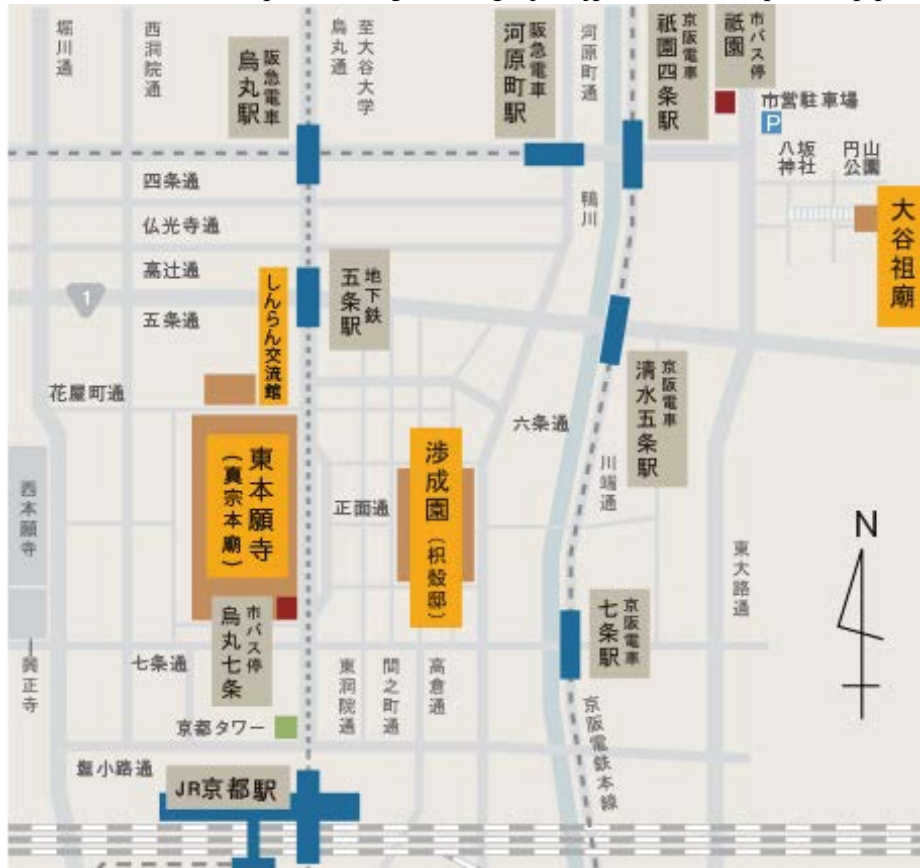 堀川通
西洞院通
阪急電車
烏丸駅
烏丸通
至大谷大学
阪急電車
河原町駅
河原町通
京阪電車
祇園四条駅
市バス停
祇園
市営駐車場
P
八坂神社
円山公園
大谷祖廟
四条通
仏光寺通
高辻通
鴨川
1
五条通
しんらん交流館
地下鉄
五条駅
花屋町通
六条通
京阪電車
清水五条駅
川端通
西本願寺
東本願寺
(真宗本廟)
正面通
渉成園
(枳殻邸)
東大路通
N
市バス停
烏丸七条
京阪電車
七条駅
興正寺
七条通
東洞院通
間之町通
高倉通
京都タワー
京阪電鉄本線
塩小路通
JR京都駅